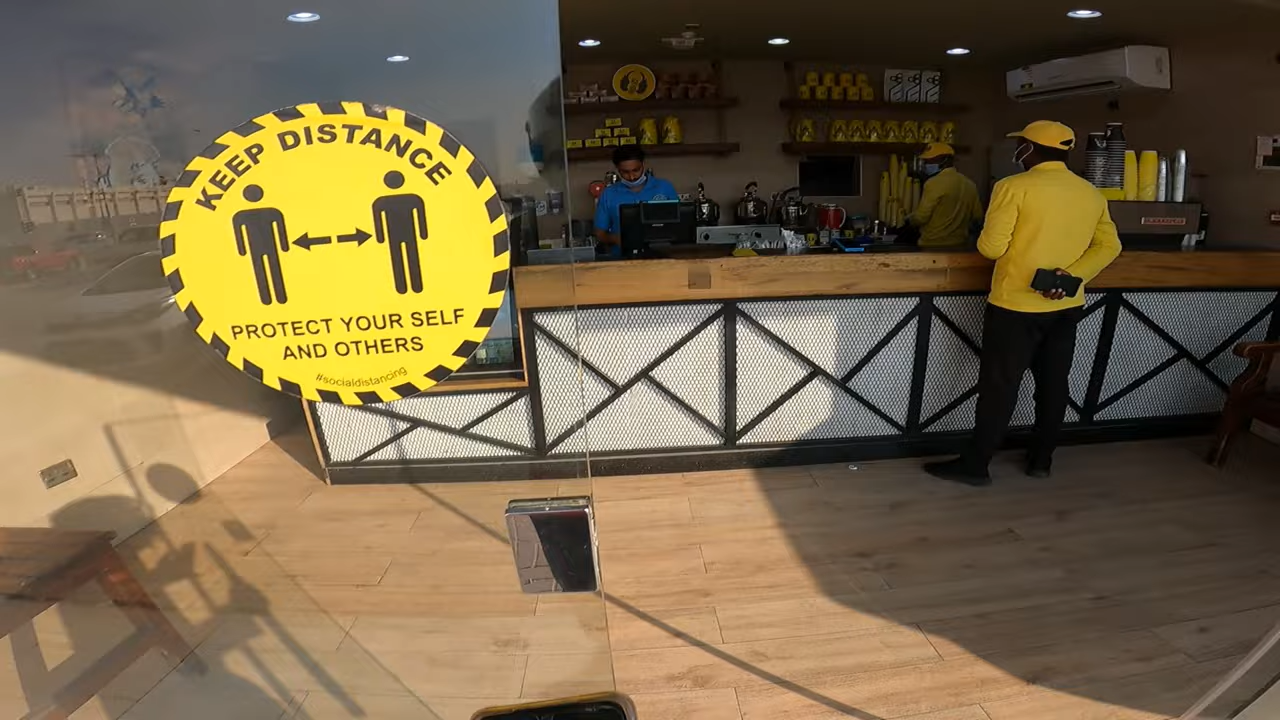 KEEP DISTANCE
PROTECT YOUR SELF
AND OTHERS
#socialdistancing